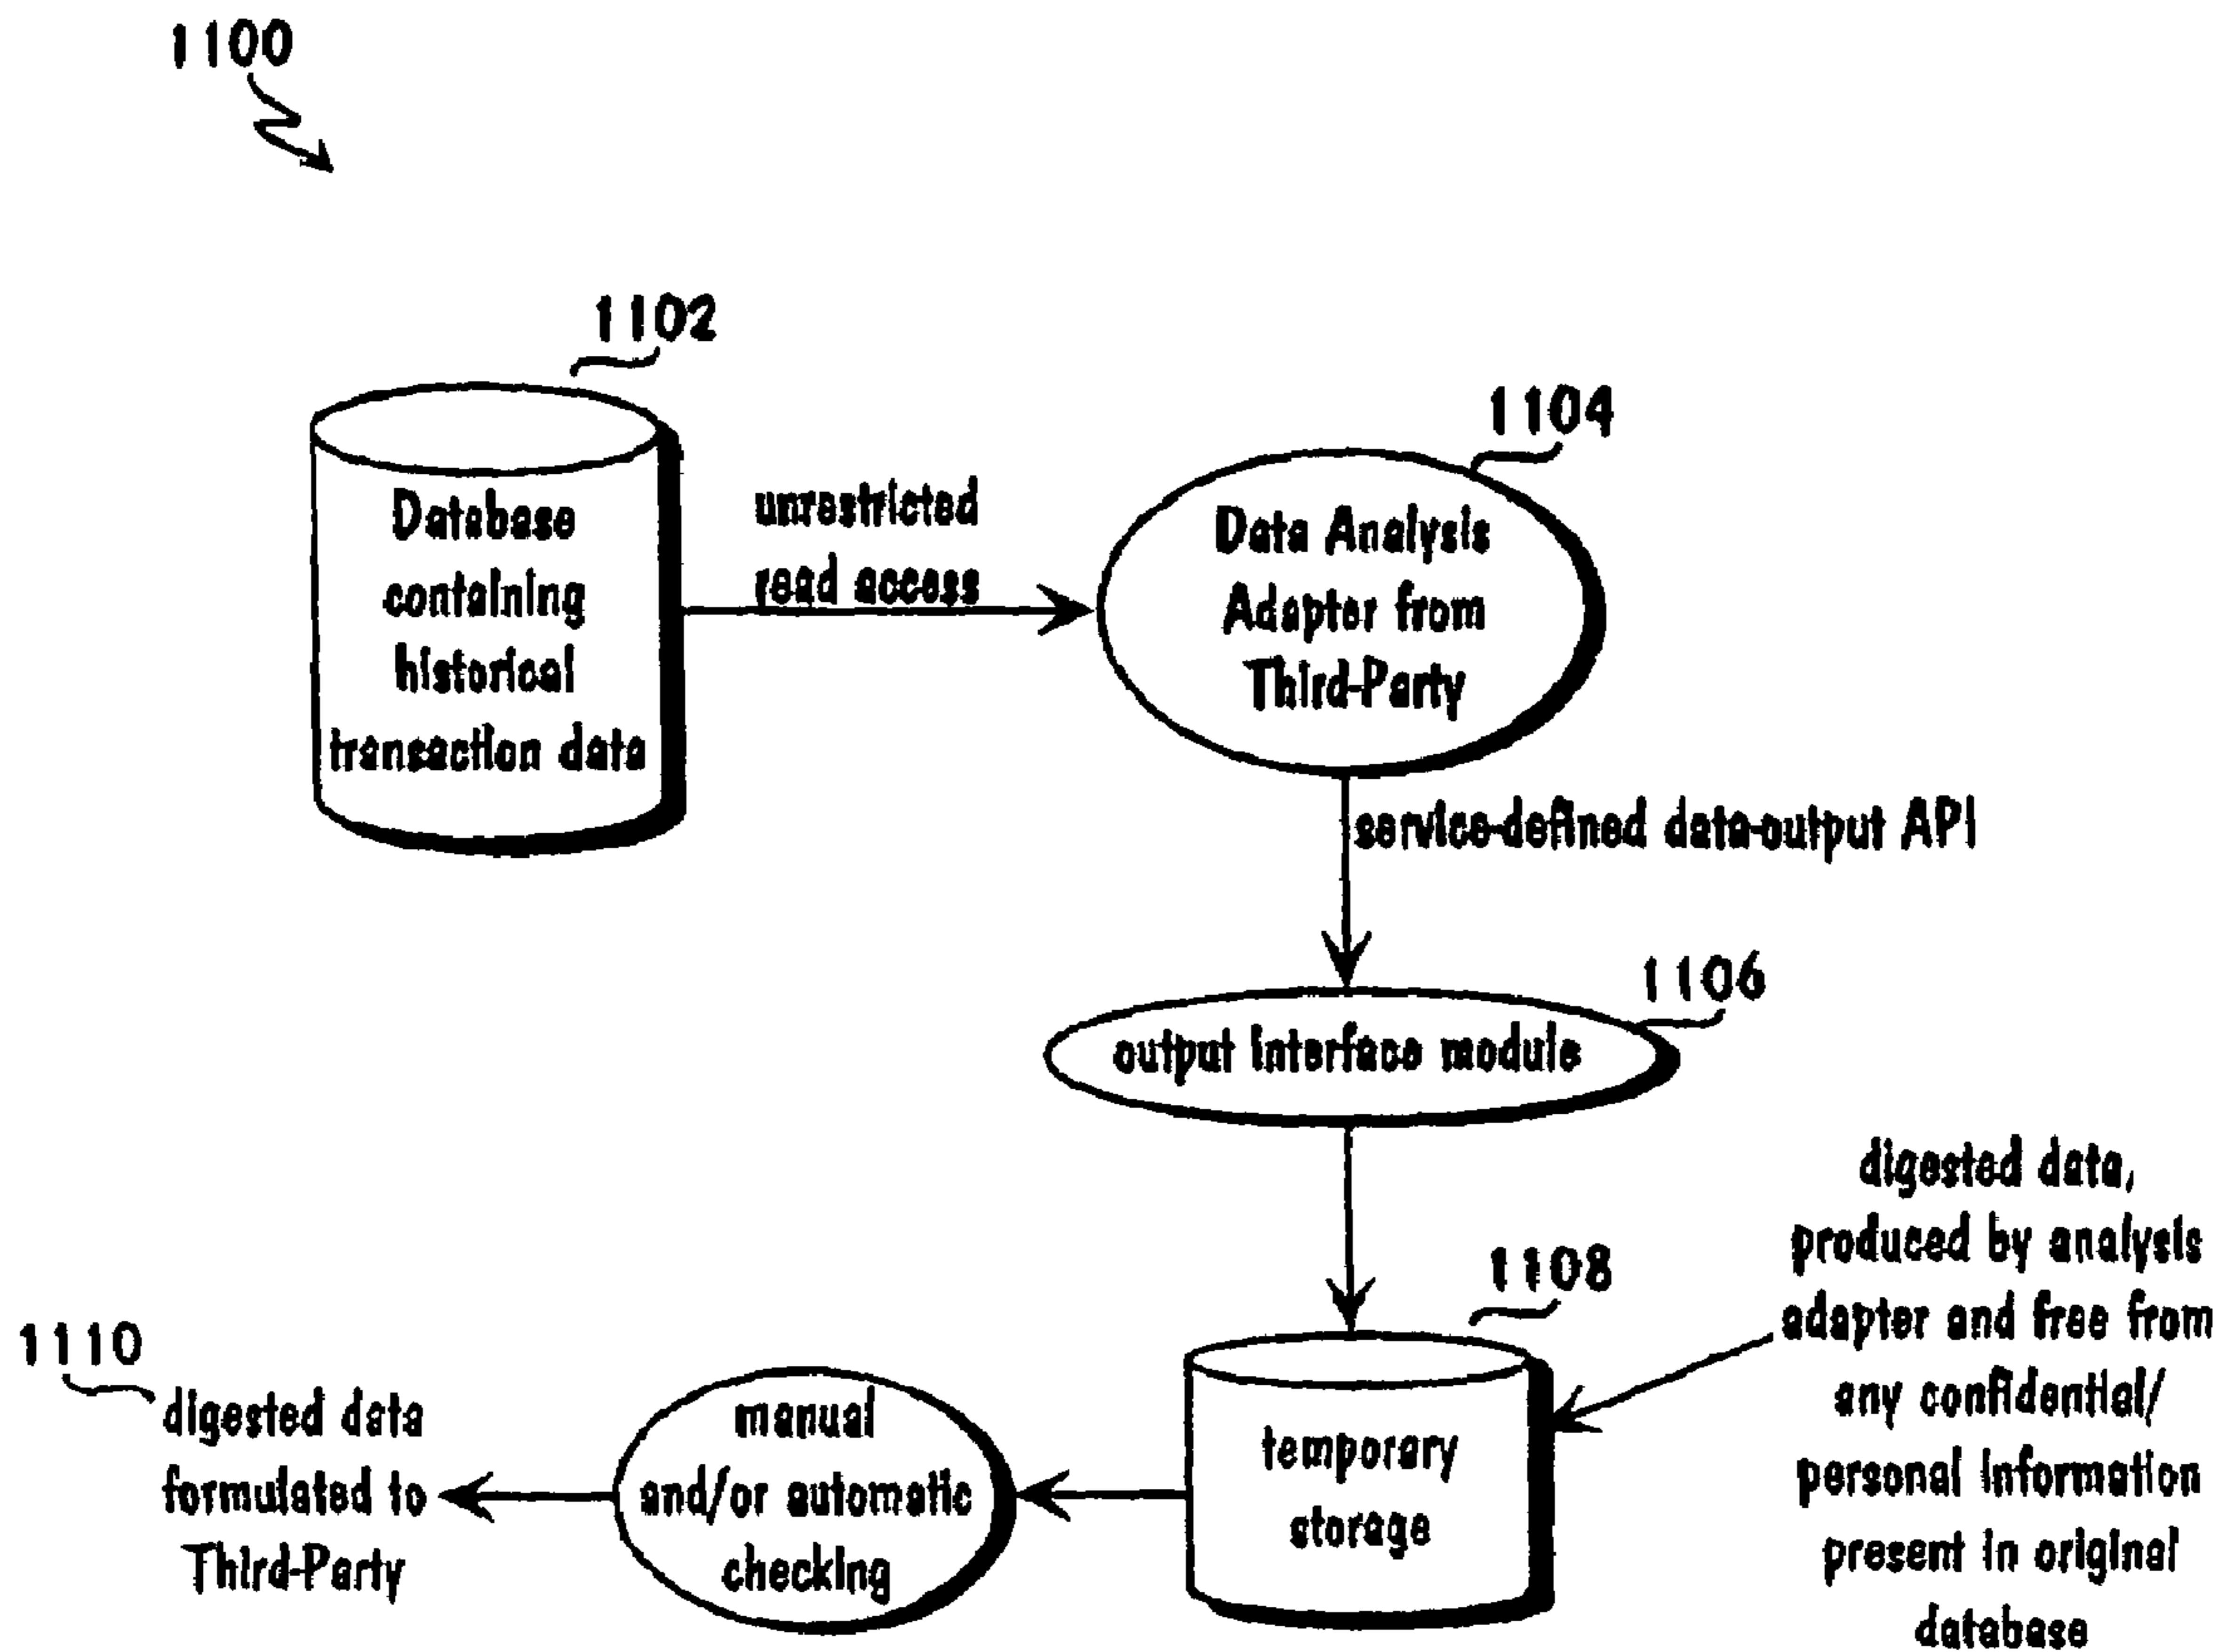 1100
1102
Database
containing
historical
transaction data
unrestricted
read access
1104
Data Analysis
Adapter from
Third-Party
service-defined data-output API
1106
output interface module
1108
temporary
storage
digested data,
produced by analysis
adapter and free from
any confidential/
personal information
present in original
database
manual
and/or automatic
checking
1110
digested data
formulated to
Third-Party